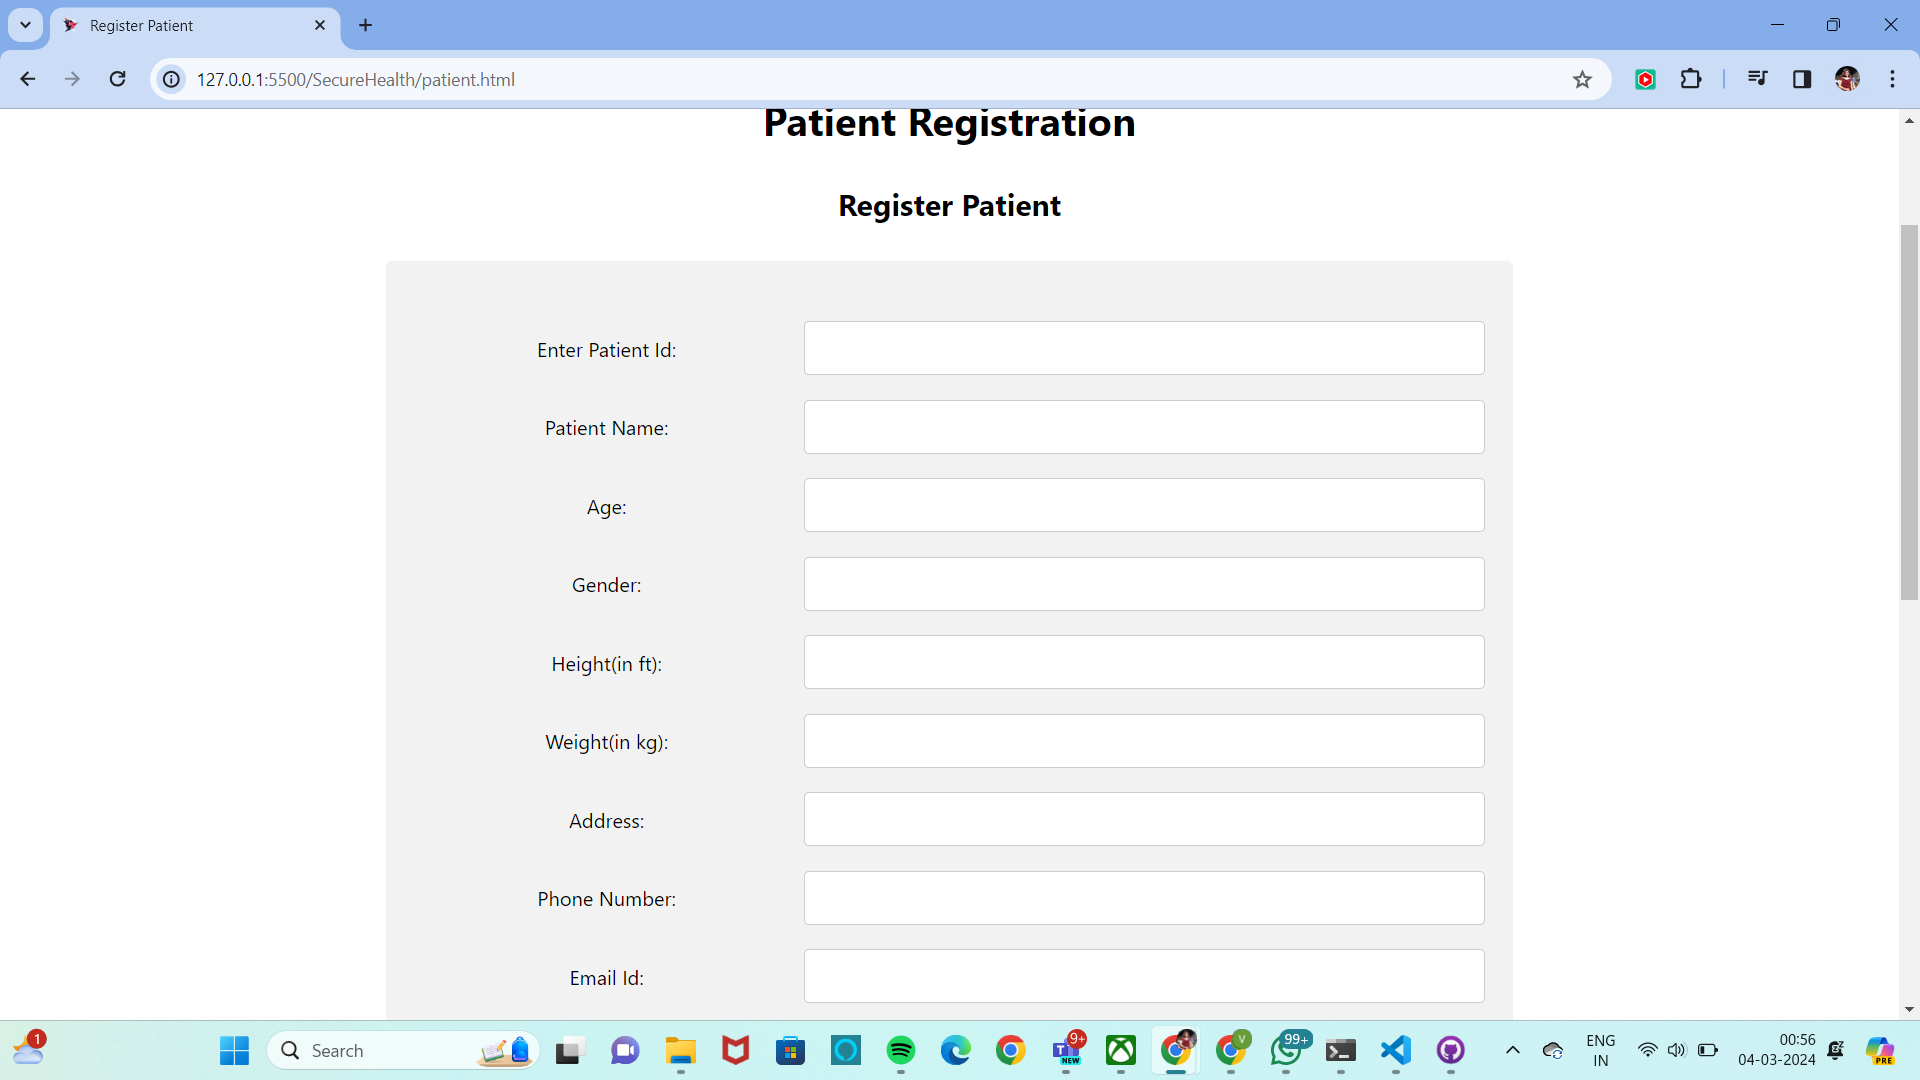 Register Patient
127.0.0.1:5500/SecureHealth/patient.html
Patient Registration
Register Patient
Enter Patient Id:
Patient Name:
Age:
Gender:
Height(in ft):
Weight(in kg):
Address:
Phone Number:
Email Id:
1
Search
9+
NEW
V
99+
ENG
IN
00:56
04-03-2024
PRE